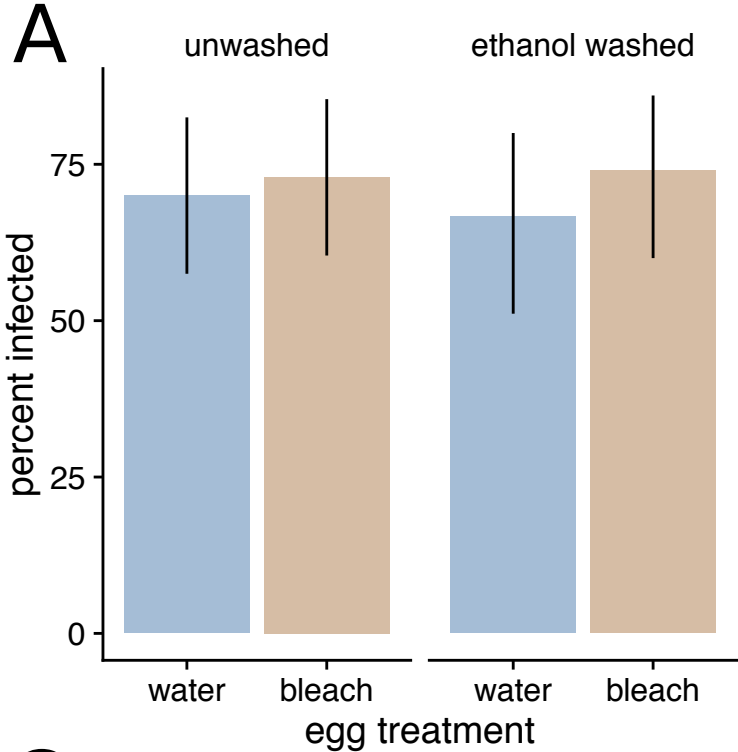 A
unwashed
ethanol washed
percent infected
75
50
25
0
water
bleach
water
bleach
egg treatment